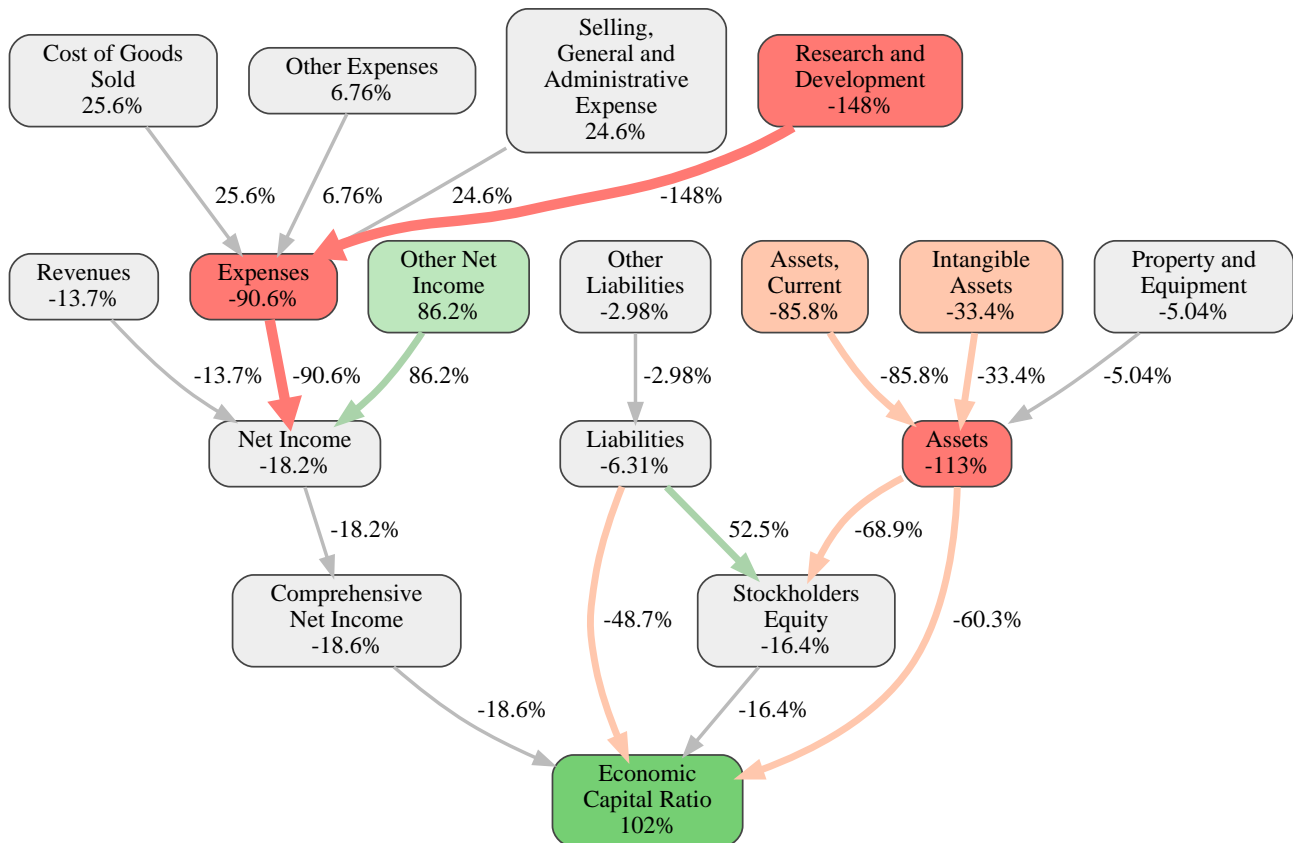 Cost of Goods
Sold
25.6%
Other Expenses
6.76%
Selling,
General and
Administrative
Expense
24.6%
Research and
Development
-148%
25.6%
6.76%
24.6%
-148%
Revenues
-13.7%
Expenses
-90.6%
Other Net
Income
86.2%
Other
Liabilities
-2.98%
Assets,
Current
-85.8%
Intangible
Assets
-33.4%
Property and
Equipment
-5.04%
-13.7%
-90.6%
86.2%
-2.98%
-85.8%
-33.4%
-5.04%
Net Income
-18.2%
Liabilities
-6.31%
Assets
-113%
-18.2%
52.5%
-68.9%
Comprehensive
Net Income
-18.6%
-48.7%
Stockholders
Equity
-16.4%
-60.3%
-18.6%
-16.4%
Economic
Capital Ratio
102%